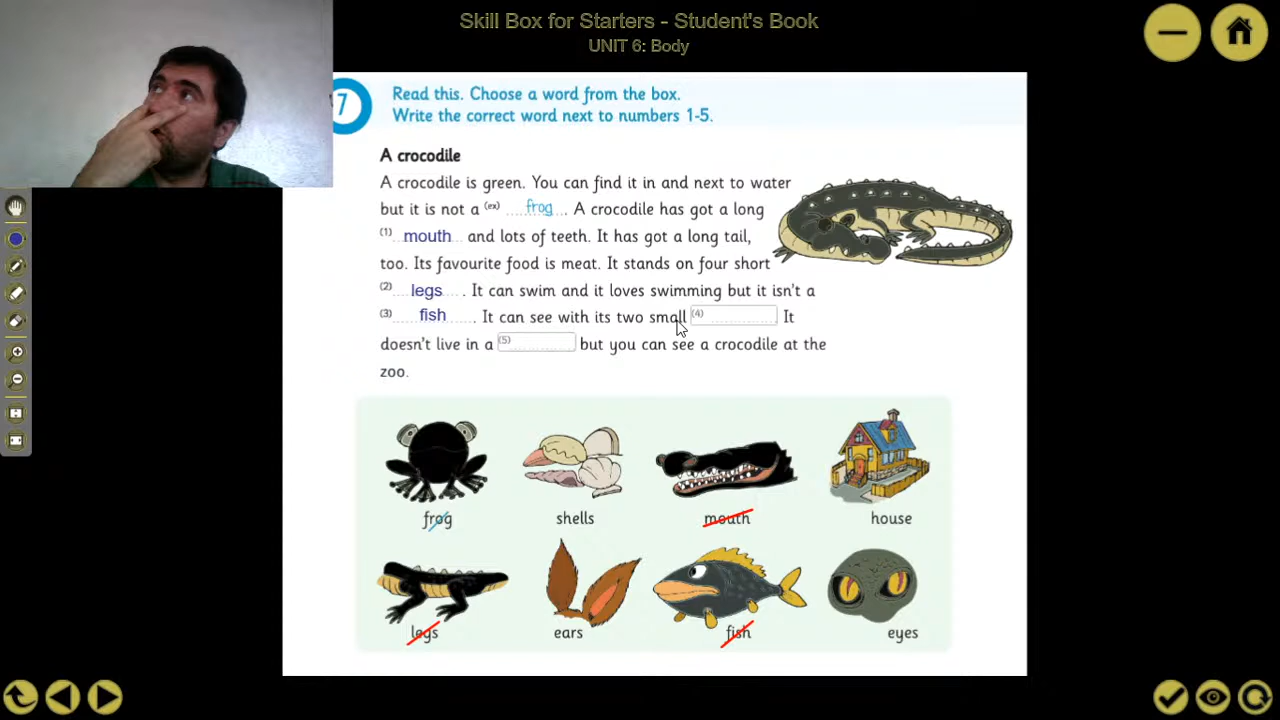 Skill Box for Starters - Student's Book
UNIT 6: Body
7
Read this. Choose a word from the box.
Write the correct word next to numbers 1-5.
A crocodile
A crocodile is green. You can find it in and next to water
but it is not a (ex) frog. A crocodile has got a long
(1) mouth and lots of teeth. It has got a long tail,
too. Its favourite food is meat. It stands on four short
(2) legs. It can swim and it loves swimming but it isn't a
(3) fish. It can see with its two small (4) It
doesn't live in a (5) but you can see a crocodile at the
zoo.
frog shells mouth house
legs ears fish eyes